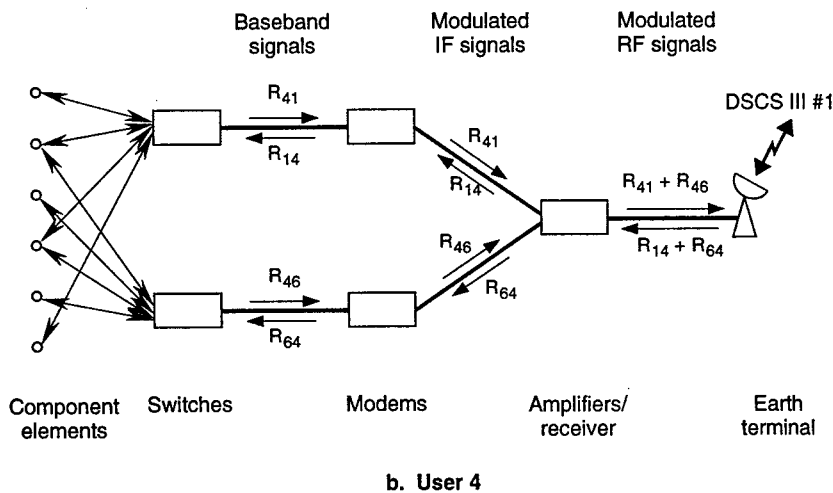 Baseband
signals
Modulated
IF signals
Modulated
RF signals
DSCS III #1
R41
R14
R41
R14
R41 + R46
R14 + R64
R46
R64
R46
R64
Component
elements
Switches
Modems
Amplifiers/
receiver
Earth
terminal
b. User 4